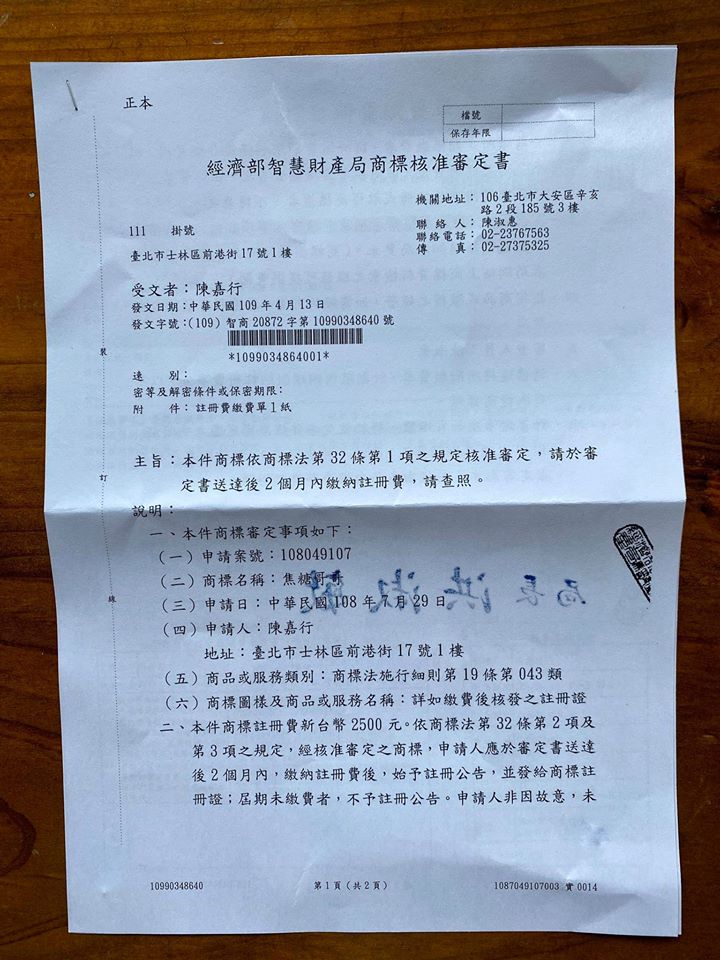 正本
檔號
保存年限
經濟部智慧財產局商標核准審定書
機關地址：106臺北市大安區辛亥
路2段185號3樓
聯絡人：陳淑惠
聯絡電話：02-23767563
傳真：02-27375325
111 掛號
臺北市士林區前港街17號1樓
受文者：陳嘉行
發文日期：中華民國109年4月13日
發文字號：(109)智商20872字第10990348640號
*1099034864001*
速別：
密等及解密條件或保密期限：
附件：註冊費繳費單1紙
裝
訂
線
主旨：本件商標依商標法第32條第1項之規定核准審定，請於審
定書送達後2個月內繳納註冊費，請查照。
說明：
一、本件商標審定事項如下：
（一）申請案號：108049107
（二）商標名稱：焦糖哥哥
（三）申請日：中華民國108年7月29日
（四）申請人：陳嘉行
地址：臺北市士林區前港街17號1樓
（五）商品或服務類別：商標法施行細則第19條第043類
（六）商標圖樣及商品或服務名稱：詳如繳費後核發之註冊證
二、本件商標註冊費新台幣2500元。依商標法第32條第2項及
第3項之規定，經核准審定之商標，申請人應於審定書送達
後2個月內，繳納註冊費後，始予註冊公告，並發給商標註
冊證；屆期未繳費者，不予註冊公告。申請人非因故意，未
局長洪淑敏
10990348640
第1頁（共2頁）
1087049107003 實0014